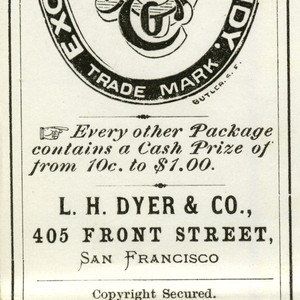 EXO
DY.
TRADE MARK.
BUTLER. S. F.
☞ Every other Package
contains a Cash Prize of
from 10c. to $1.00.
L. H. DYER & CO.,
405 FRONT STREET,
SAN FRANCISCO
Copyright Secured.